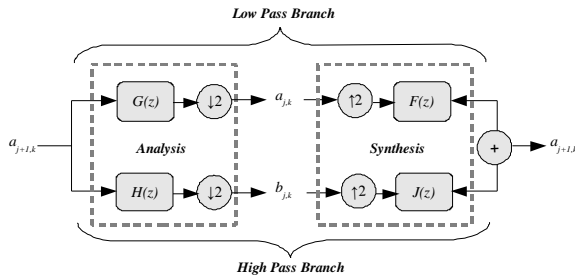 Low Pass Branch
G(z) ↓2 a_{j,k} ↑2 F(z)
a_{j+1,k} Analysis Synthesis + a_{j+1,k}
H(z) ↓2 b_{j,k} ↑2 J(z)
High Pass Branch